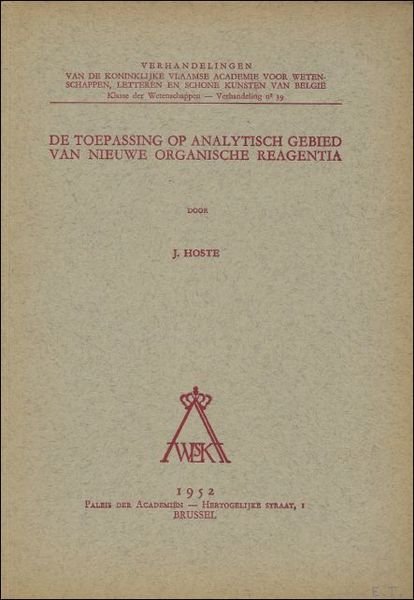 VERHANDELINGEN
VAN DE KONINKLIJKE VLAAMSE ACADEMIE VOOR WETEN-
SCHAPPEN, LETTEREN EN SCHONE KUNSTEN VAN BELGIË
Klasse der Wetenschappen — Verhandeling nr 39
DE TOEPASSING OP ANALYTISCH GEBIED
VAN NIEUWE ORGANISCHE REAGENTIA
DOOR
J. HOSTE
1952
PALEIS DER ACADEMIËN — HERTOGELIJKE STRAAT, 1
BRUSSEL
E.T.